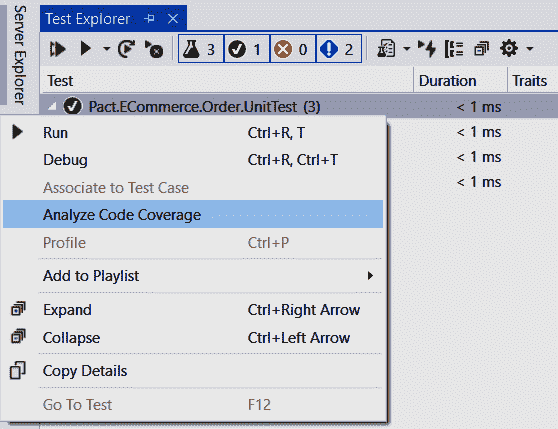 Server Explorer
Test Explorer
3 1 0 2
Test Duration Traits
Pact.ECommerce.Order.UnitTest (3) < 1 ms
Run Ctrl+R, T < 1 ms
Debug Ctrl+R, Ctrl+T < 1 ms
Associate to Test Case < 1 ms
Analyze Code Coverage
Profile Ctrl+P
Add to Playlist
Expand Ctrl+Right Arrow
Collapse Ctrl+Left Arrow
Copy Details
Go To Test F12